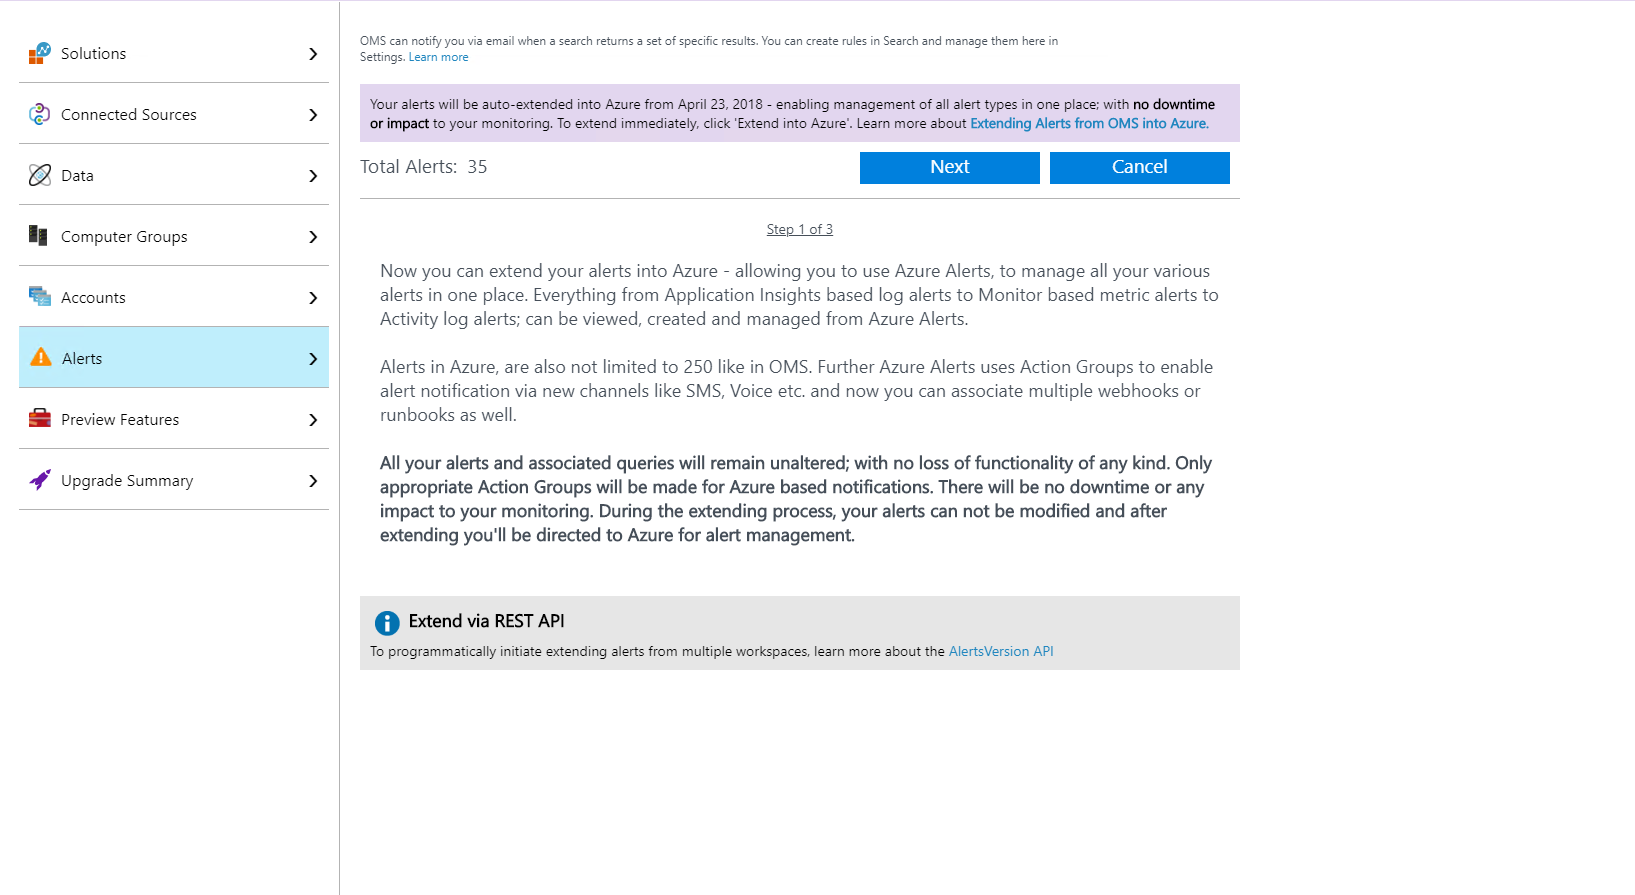 Solutions
Connected Sources
Data
Computer Groups
Accounts
Alerts
Preview Features
Upgrade Summary
OMS can notify you via email when a search returns a set of specific results. You can create rules in Search and manage them here in
Settings. Learn more
Your alerts will be auto-extended into Azure from April 23, 2018 - enabling management of all alert types in one place; with no downtime
or impact to your monitoring. To extend immediately, click 'Extend into Azure'. Learn more about Extending Alerts from OMS into Azure.
Total Alerts: 35
Next
Cancel
Step 1 of 3
Now you can extend your alerts into Azure - allowing you to use Azure Alerts, to manage all your various
alerts in one place. Everything from Application Insights based log alerts to Monitor based metric alerts to
Activity log alerts; can be viewed, created and managed from Azure Alerts.
Alerts in Azure, are also not limited to 250 like in OMS. Further Azure Alerts uses Action Groups to enable
alert notification via new channels like SMS, Voice etc. and now you can associate multiple webhooks or
runbooks as well.
All your alerts and associated queries will remain unaltered; with no loss of functionality of any kind. Only
appropriate Action Groups will be made for Azure based notifications. There will be no downtime or any
impact to your monitoring. During the extending process, your alerts can not be modified and after
extending you'll be directed to Azure for alert management.
Extend via REST API
To programmatically initiate extending alerts from multiple workspaces, learn more about the AlertsVersion API